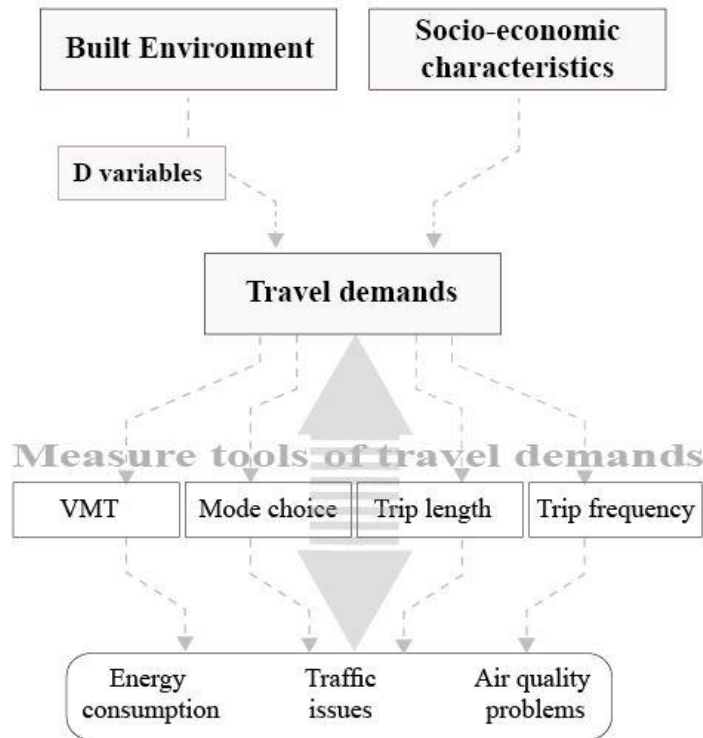 Built Environment
Socio-economic
characteristics
D variables
Travel demands
Measure tools of travel demands
VMT
Mode choice
Trip length
Trip frequency
Energy
consumption
Traffic
issues
Air quality
problems